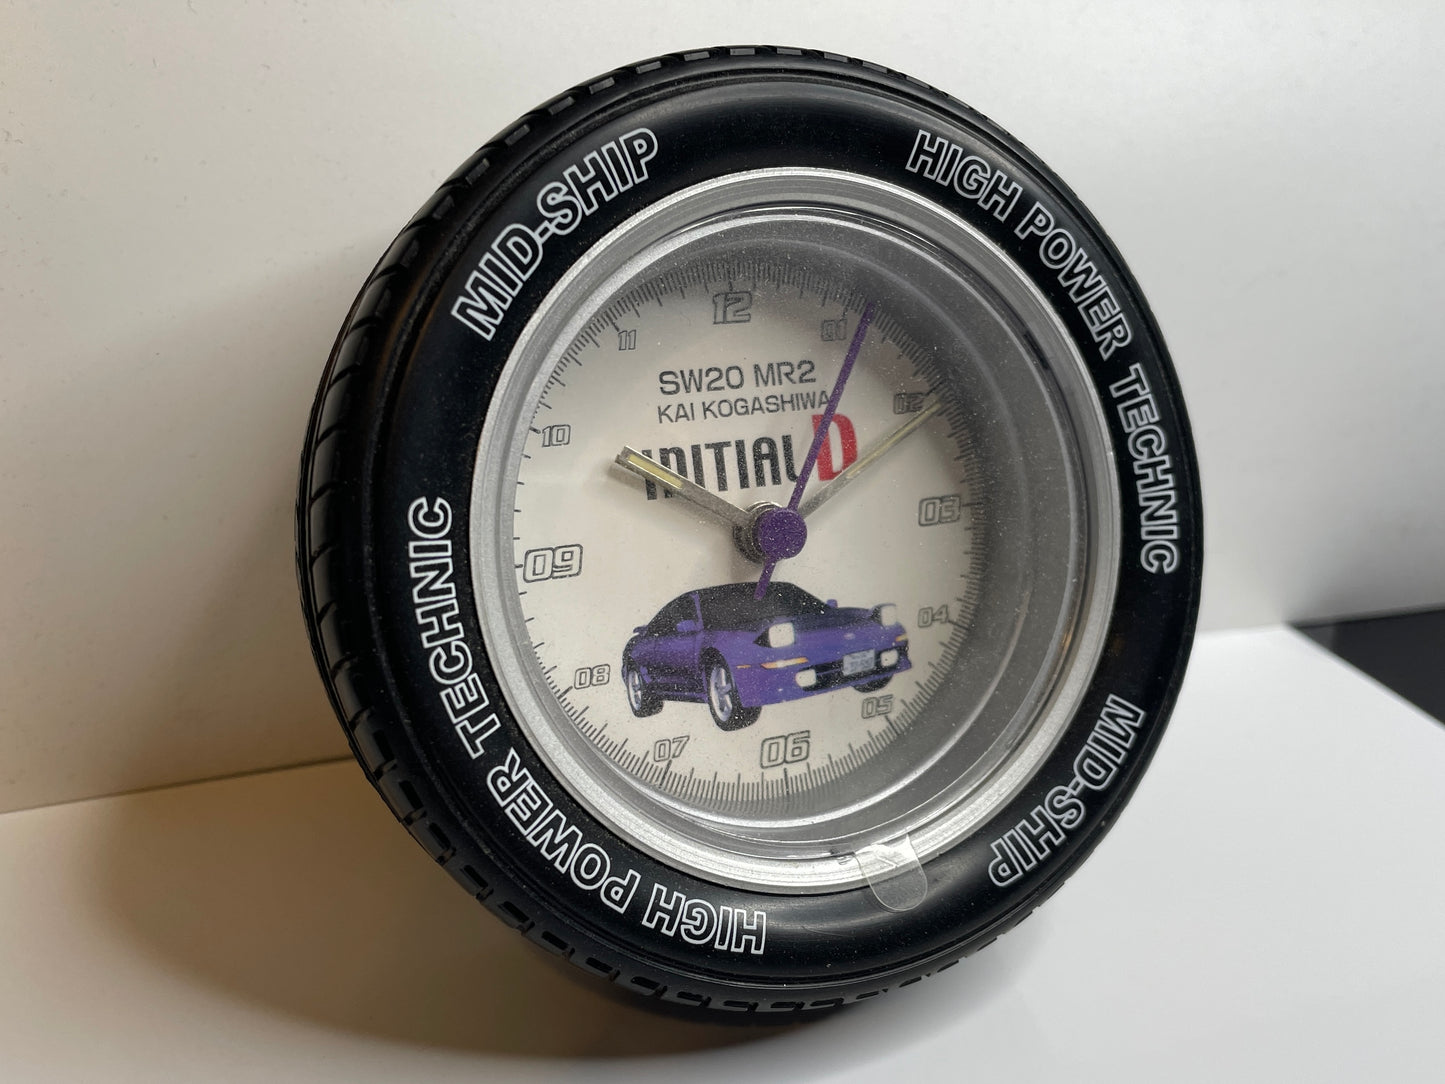 MID-SHIP
HIGH POWER TECHNIC
MID-SHIP
HIGH POWER TECHNIC
12
01
02
03
04
05
06
07
08
09
10
11
SW20 MR2
KAI KOGASHIWA
INITIAL D